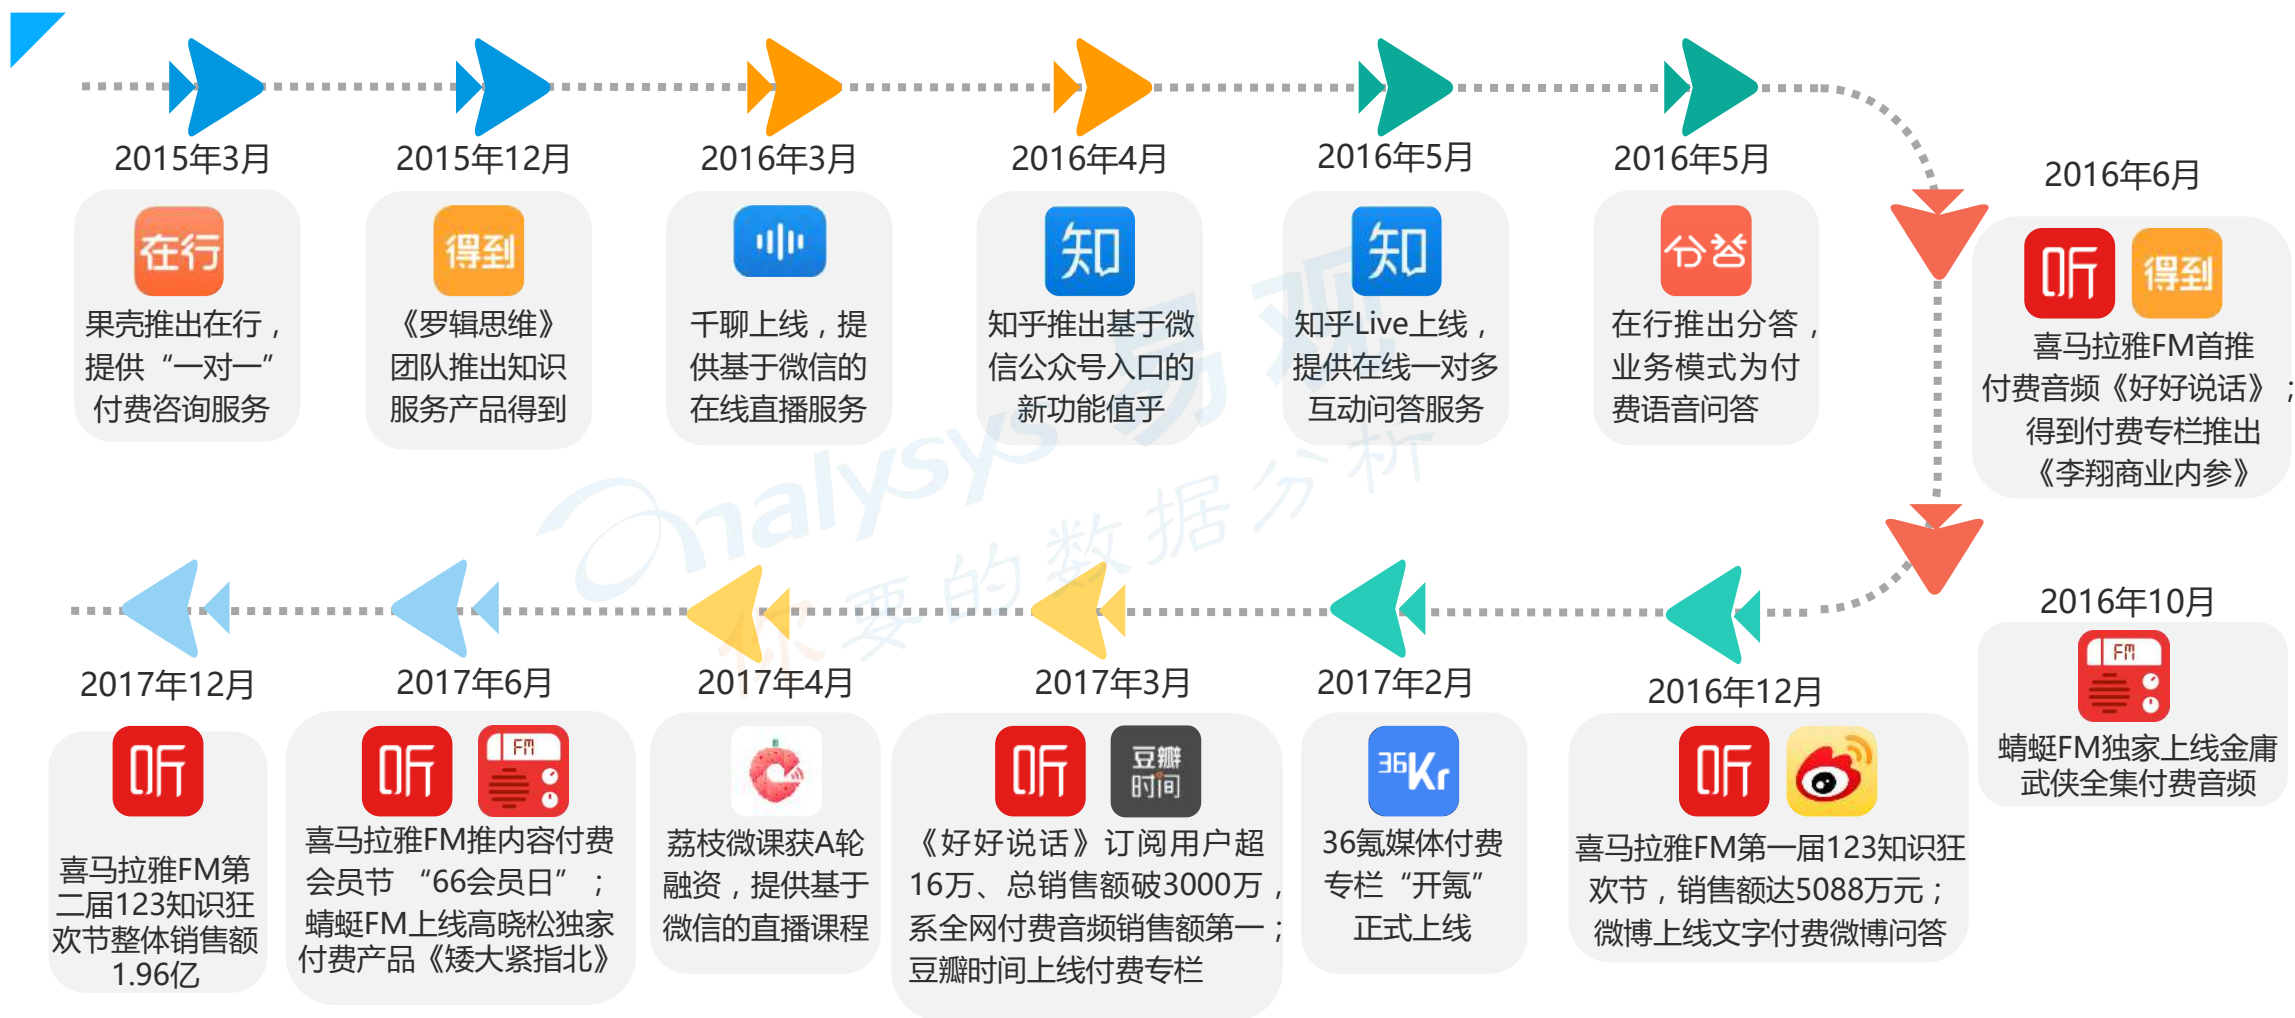 2015年3月
在行
果壳推出在行，
提供“一对一”
付费咨询服务
2015年12月
得到
《罗辑思维》
团队推出知识
服务产品得到
2016年3月
千聊上线，提
供基于微信的
在线直播服务
2016年4月
知
知乎推出基于微
信公众号入口的
新功能值乎
2016年5月
知
知乎Live上线，
提供在线一对多
互动问答服务
2016年5月
分答
在行推出分答，
业务模式为付
费语音问答
2016年6月
听
得到
喜马拉雅FM首推
付费音频《好好说话》；
得到付费专栏推出
《李翔商业内参》
2016年10月
FM
蜻蜓FM独家上线金庸
武侠全集付费音频
2016年12月
听
喜马拉雅FM第一届123知识狂
欢节，销售额达5088万元；
微博上线文字付费微博问答
2017年2月
36Kr
36氪媒体付费
专栏“开氪”
正式上线
2017年3月
听
豆瓣
时间
《好好说话》订阅用户超
16万、总销售额破3000万，
系全网付费音频销售额第一；
豆瓣时间上线付费专栏
2017年4月
荔枝微课获A轮
融资，提供基于
微信的直播课程
2017年6月
听
FM
喜马拉雅FM推内容付费
会员节 “66会员日”；
蜻蜓FM上线高晓松独家
付费产品《矮大紧指北》
2017年12月
听
喜马拉雅FM第
二届123知识狂
欢节整体销售额
1.96亿
analysys 易观
你要的数据分析